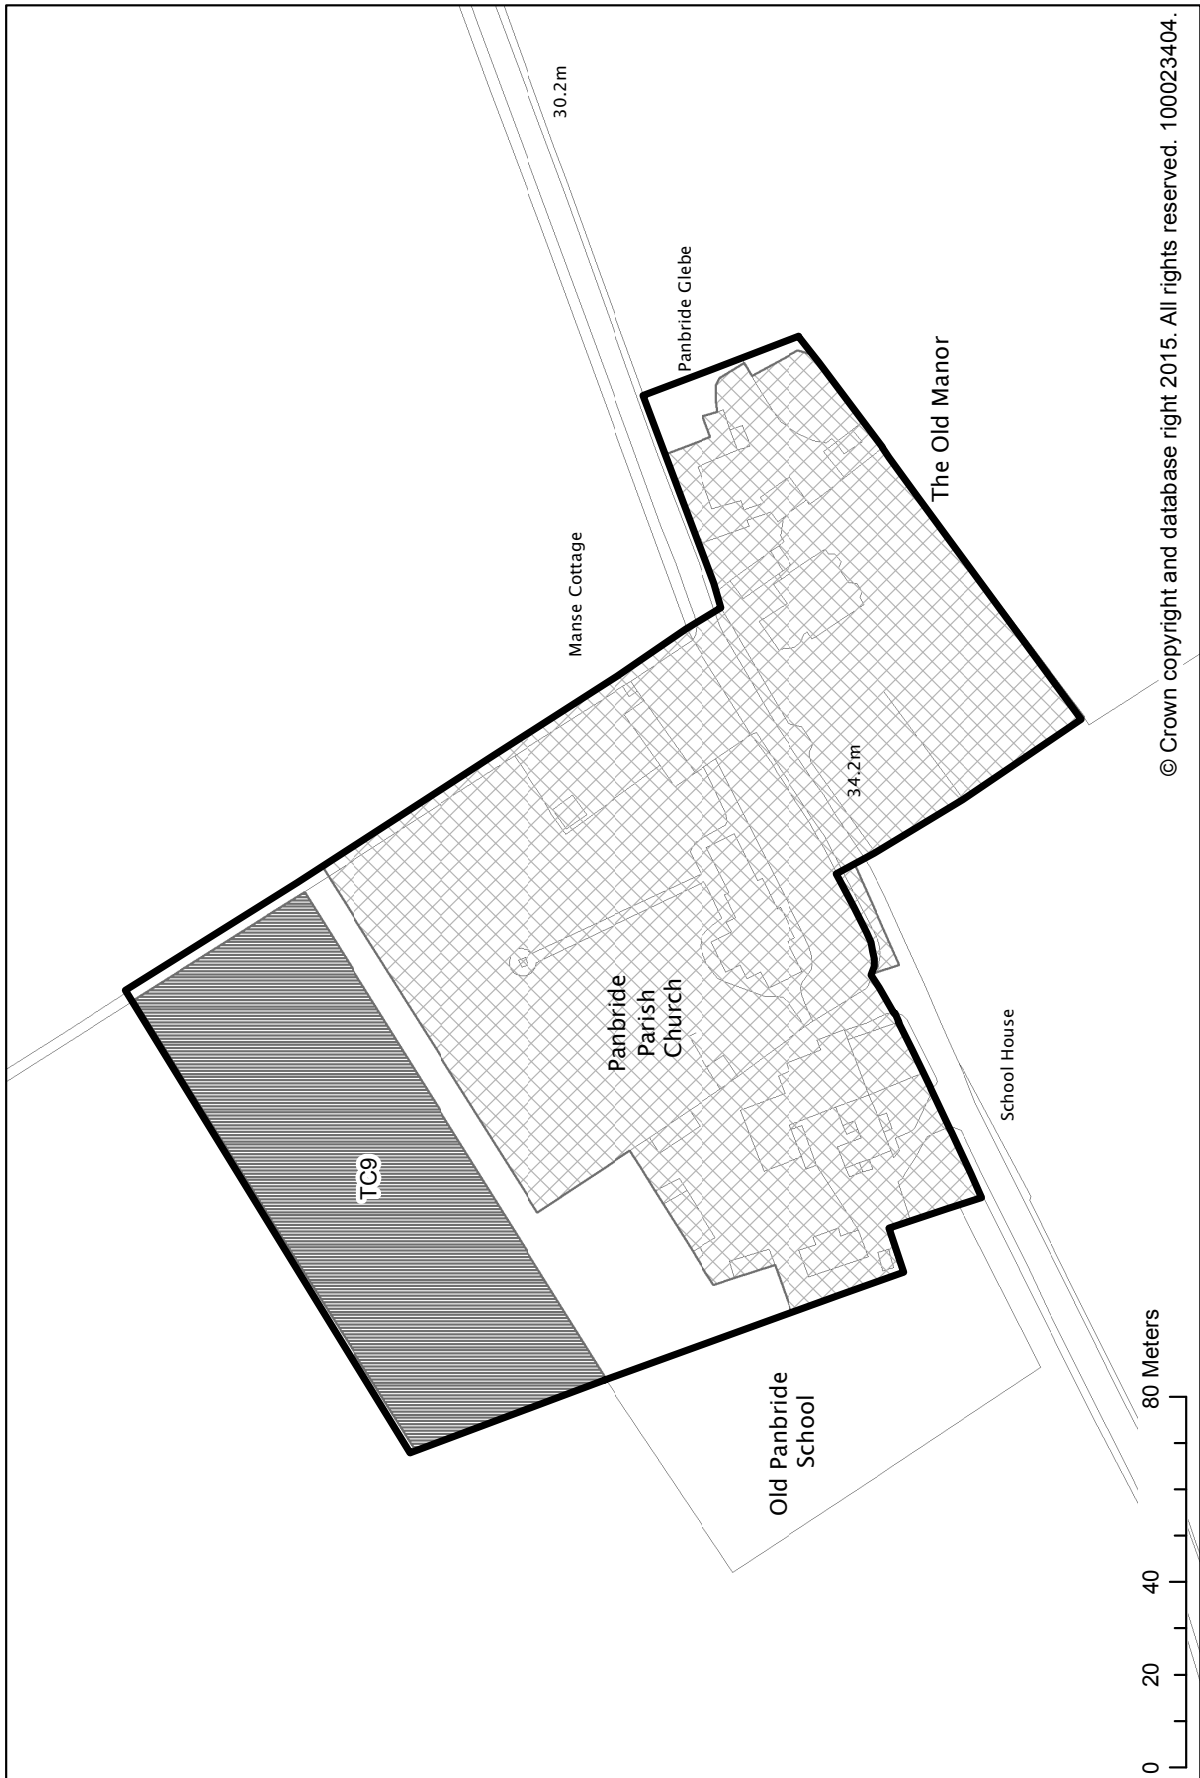 30.2m
Panbride Glebe
Manse Cottage
The Old Manor
34.2m
TC9
Panbride
Parish
Church
School House
Old Panbride
School
0 20 40 80 Meters
© Crown copyright and database right 2015. All rights reserved. 100023404.